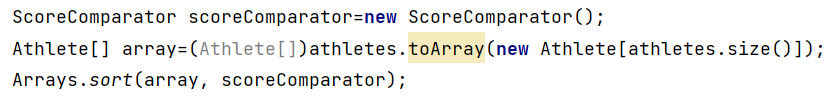 ScoreComparator scoreComparator=new ScoreComparator();
Athlete[] array=(Athlete[])athletes.toArray(new Athlete[athletes.size()]);
Arrays.sort(array, scoreComparator);